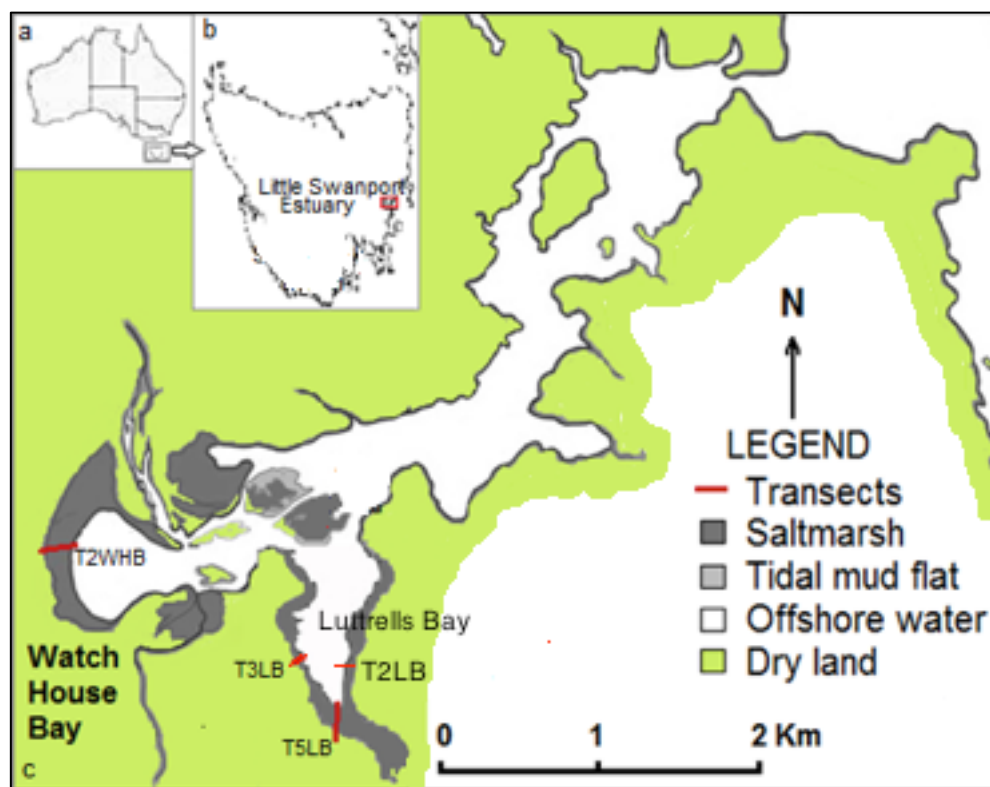 a
b
Little Swanport
Estuary
N
LEGEND
Transects
Saltmarsh
Tidal mud flat
Offshore water
Dry land
T2WHB
Luttrells Bay
T3LB
T2LB
Watch
House
Bay
T5LB
0 1 2 Km
c